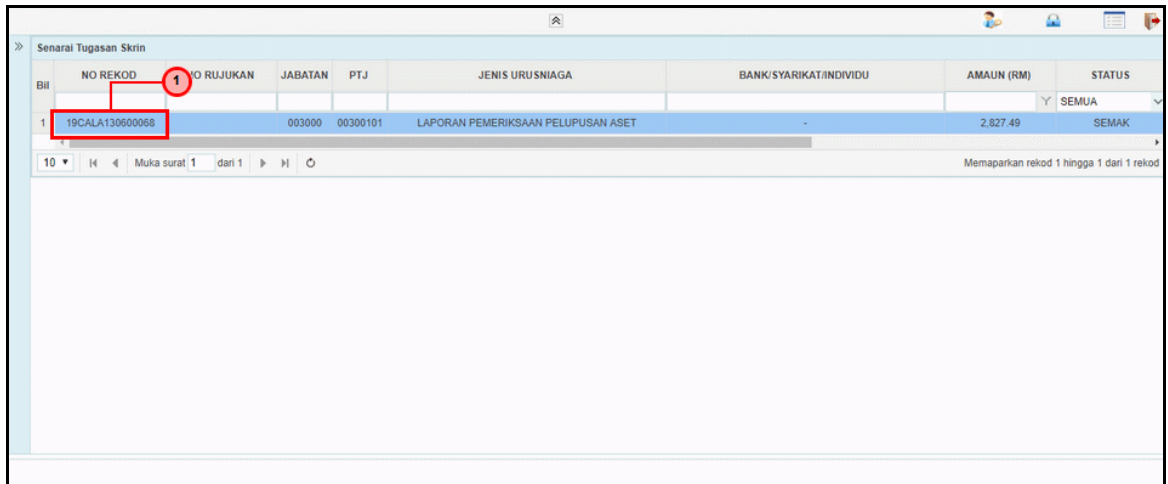 Senarai Tugasan Skrin
Bil NO REKOD 1 O RUJUKAN JABATAN PTJ JENIS URUSNIAGA BANK/SYARIKAT/INDIVIDU AMAUN (RM) STATUS
SEMUA
1 19CALA130600068 003000 00300101 LAPORAN PEMERIKSAAN PELUPUSAN ASET - 2,827.49 SEMAK
10 Muka surat 1 dari 1 Memaparkan rekod 1 hingga 1 dari 1 rekod